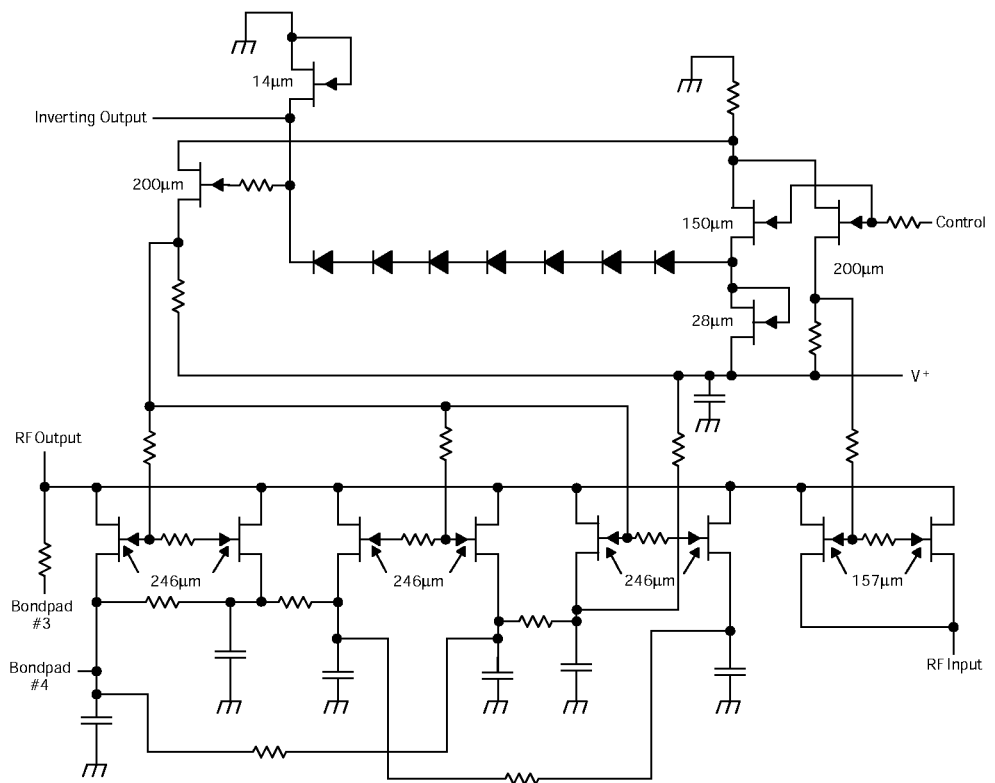 14µm
Inverting Output
200µm
150µm
Control
200µm
28µm
V+
RF Output
246µm
246µm
246µm
157µm
Bondpad
#3
Bondpad
#4
RF Input